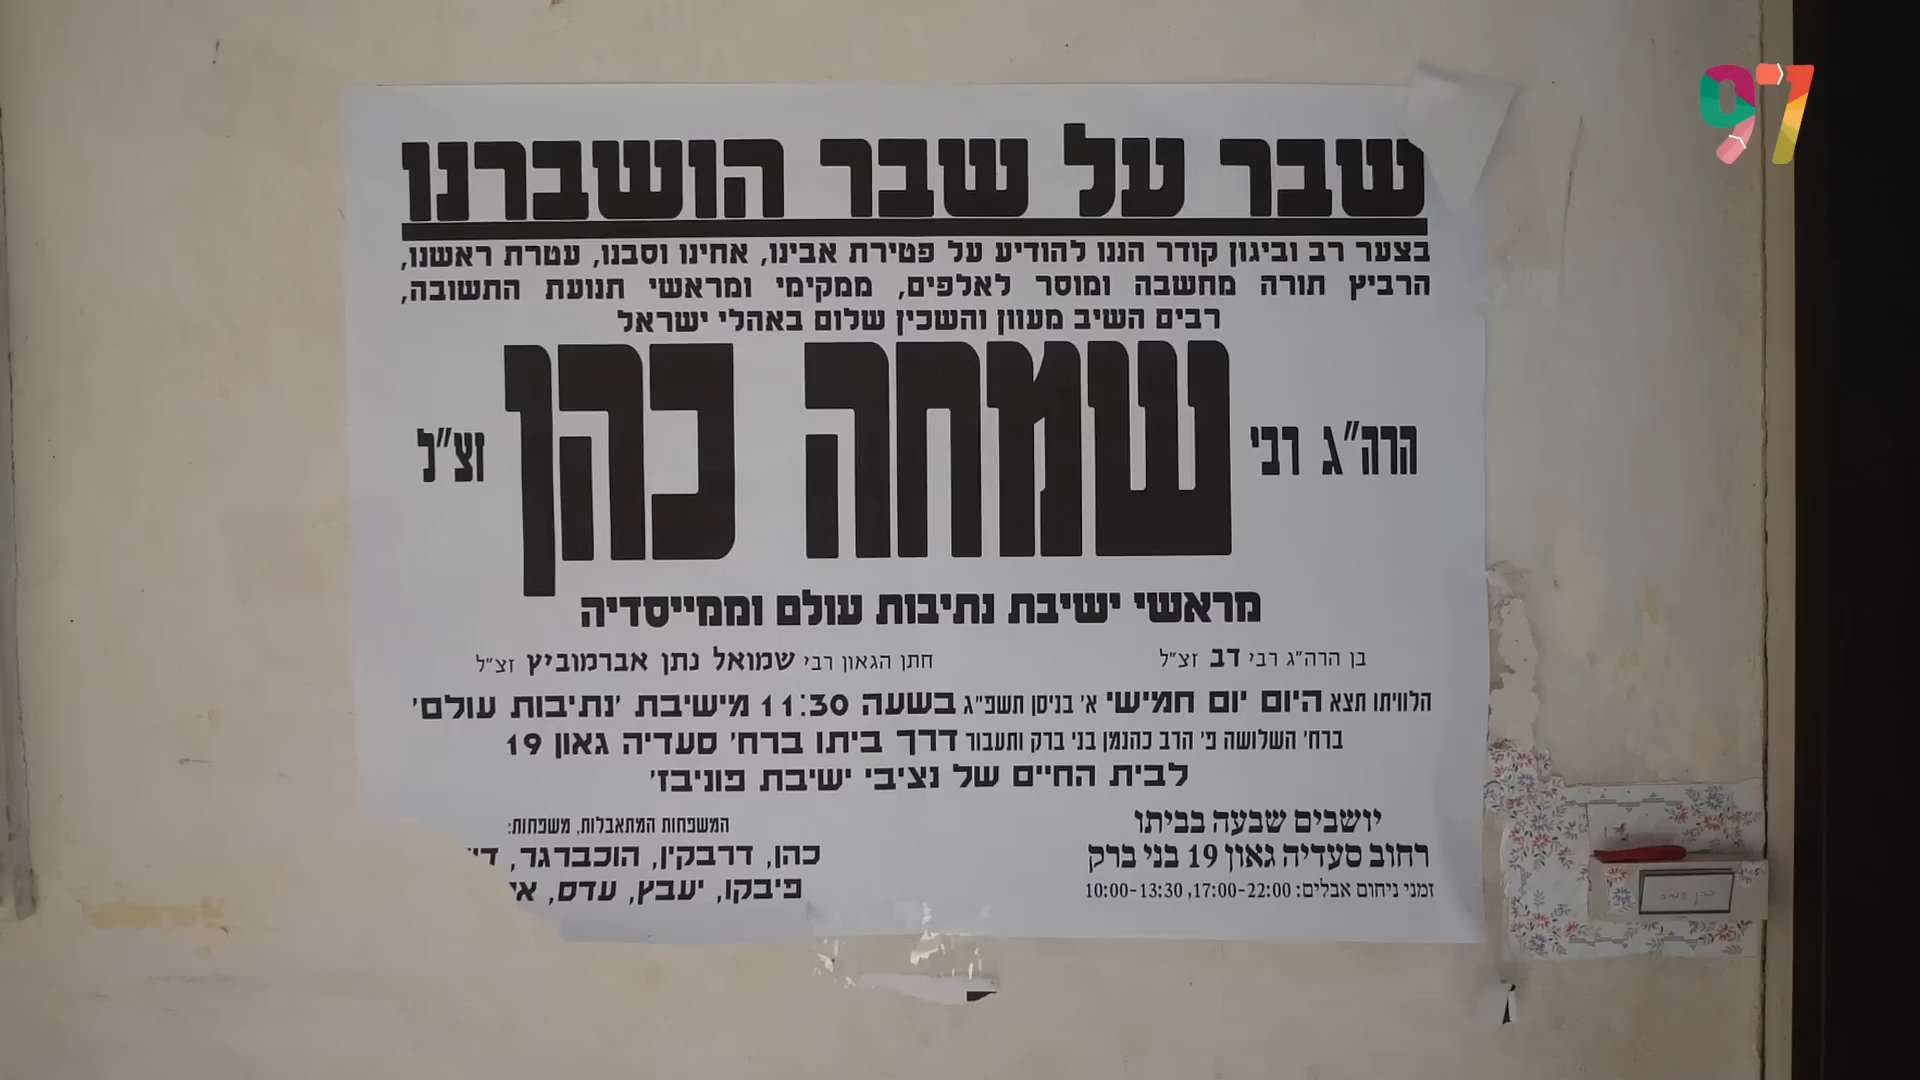 97
שבר על שבר הושברנו
בצער רב וביגון קודר הננו להודיע על פטירת אבינו, אחינו וסבנו, עטרת ראשנו,
הרביץ תורה מחשבה ומוסר לאלפים, ממקימי ומראשי תנועת התשובה,
רבים השיב מעוון והשכין שלום באהלי ישראל
הרה"ג רבי שמחה כהן זצ"ל
מראשי ישיבת נתיבות עולם וממייסדיה
בן הרה"ג רבי דב זצ"ל
חתן הגאון רבי שמואל נתן אברמוביץ זצ"ל
הלוויתו תצא היום יום חמישי א' בניסן תשפ"ג בשעה 11:30 מישיבת 'נתיבות עולם'
ברח' השלושה פ' הרב כהנמן בני ברק ותעבור דרך ביתו ברח' סעדיה גאון 19
לבית החיים של נציבי ישיבת פוניבז'
יושבים שבעה בביתו
רחוב סעדיה גאון 19 בני ברק
זמני ניחום אבלים: 17:00-22:00, 10:00-13:30
המשפחות המתאבלות, משפחות:
כהן, דרבקין, הוכברגר,
פיבקו, יעבץ, עדס,